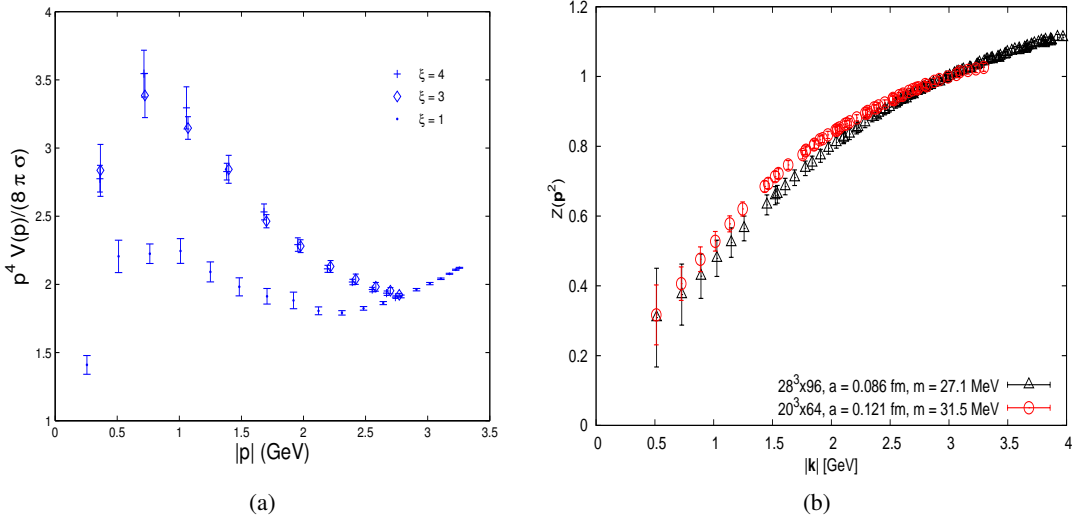 4
3.5
3
2.5
2
1.5
1
0
0.5
1
1.5
2
2.5
3
3.5
p⁴ V(p)/(8 π σ)
|p| (GeV)
ξ = 4
ξ = 3
ξ = 1
(a)
1.2
1
0.8
0.6
0.4
0.2
0
0
0.5
1
1.5
2
2.5
3
3.5
4
Z(p²)
|k| [GeV]
28³x96, a = 0.086 fm, m = 27.1 MeV
20³x64, a = 0.121 fm, m = 31.5 MeV
(b)